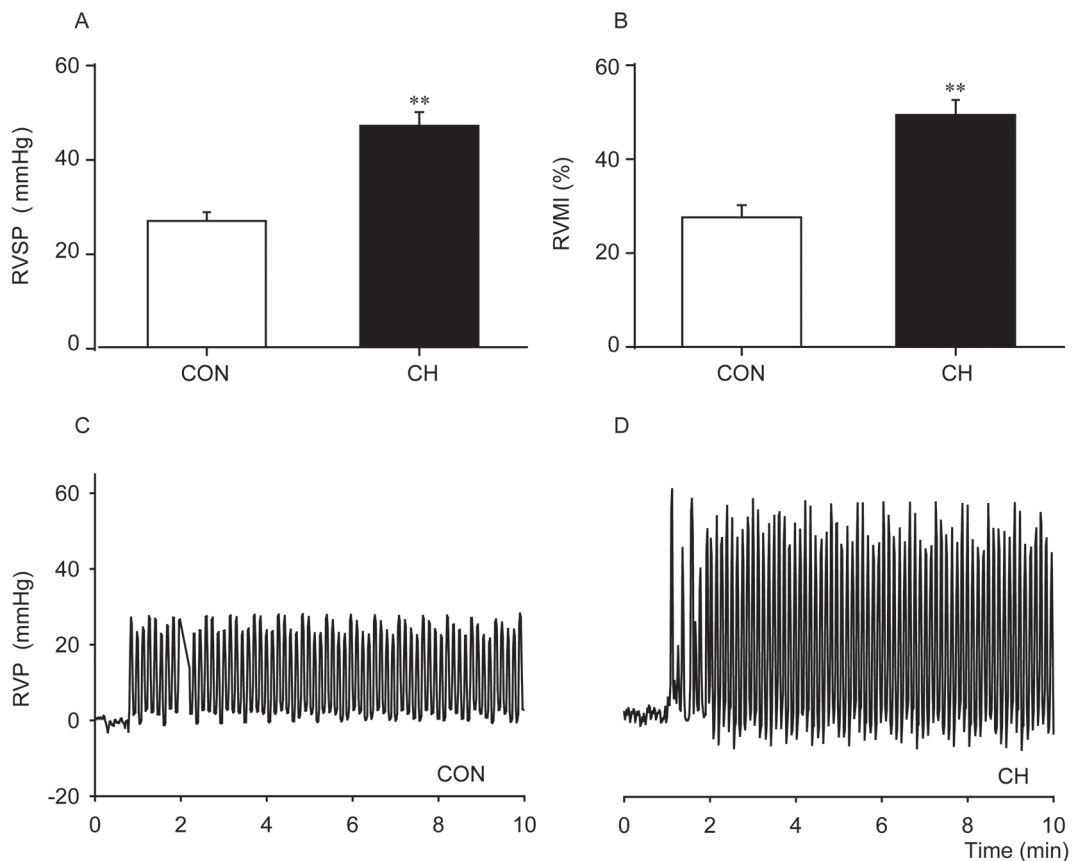 A
60
40
20
0
RVSP ( mmHg)
**
CON
CH
B
60
40
20
0
RVMI (%)
**
CON
CH
C
60
40
20
0
-20
RVP (mmHg)
CON
0 2 4 6 8 10
D
CH
0 2 4 6 8 10
Time (min)